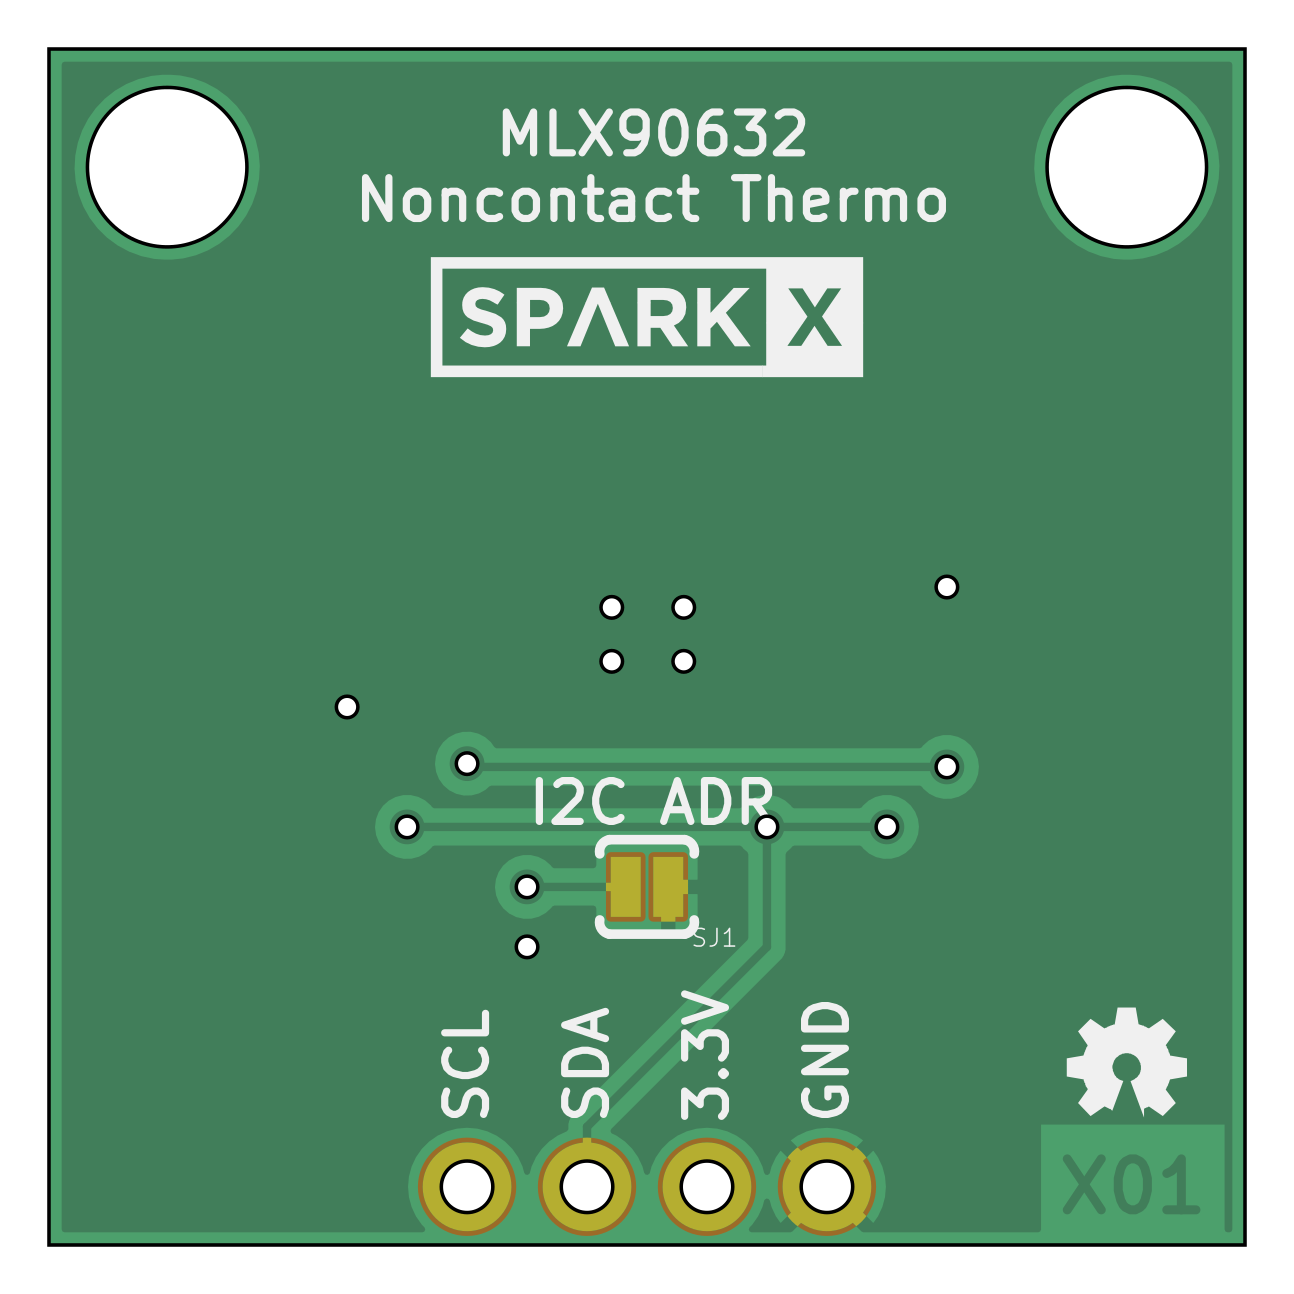 MLX90632
Noncontact Thermo
SPARK X
I2C ADR
SJ1
SCL
SDA
3.3V
GND
X01